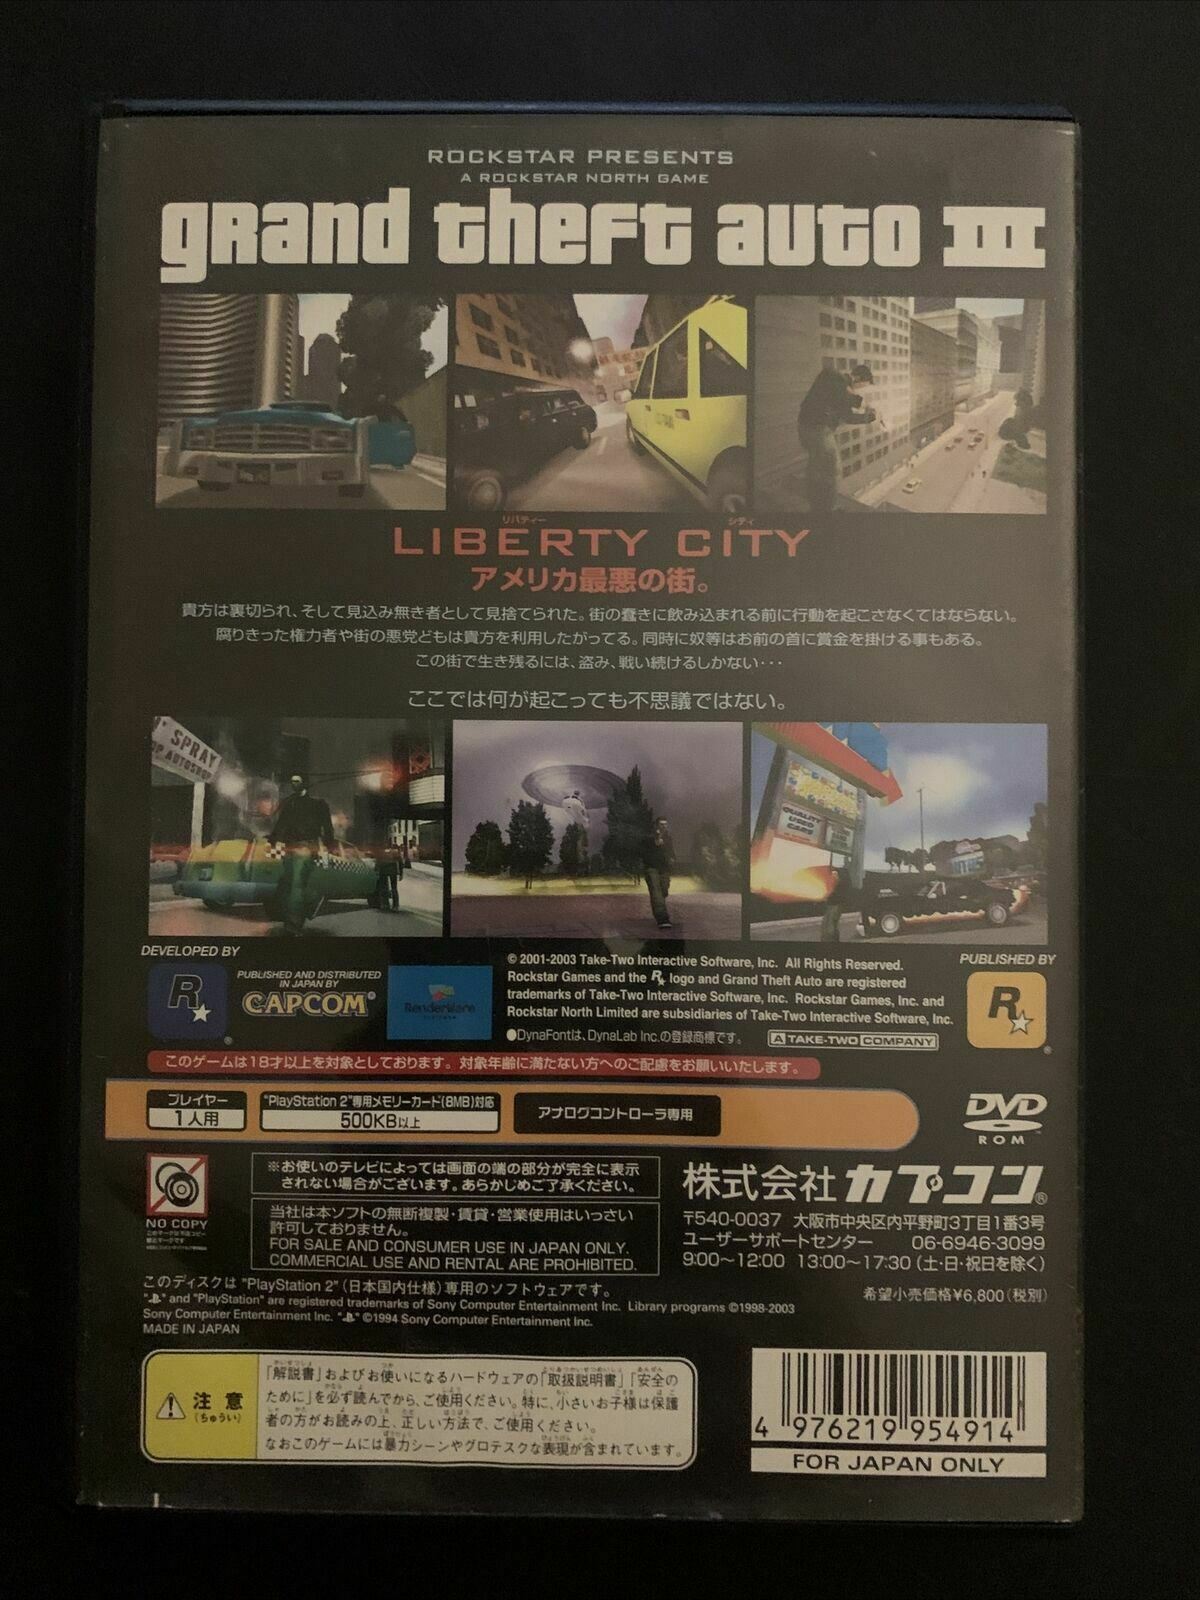 ROCKSTAR PRESENTS
A ROCKSTAR NORTH GAME
grand theft auto III
リバティー シティ
LIBERTY CITY
アメリカ最悪の街。
貴方は裏切られ、そして見込み無き者として見捨てられた。街の蠢きに飲み込まれる前に行動を起こさなくてはならない。
腐りきった権力者や街の悪党どもは貴方を利用したがってる。同時に奴等はお前の首に賞金を掛ける事もある。
この街で生き残るには、盗み、戦い続けるしかない・・・
ここでは何が起こっても不思議ではない。
SPRAY
QUALITY
USED
CARS
DEVELOPED BY
R
PUBLISHED AND DISTRIBUTED
IN JAPAN BY
CAPCOM®
RenderWare
© 2001-2003 Take-Two Interactive Software, Inc. All Rights Reserved.
Rockstar Games and the R logo and Grand Theft Auto are registered
trademarks of Take-Two Interactive Software, Inc. Rockstar Games, Inc. and
Rockstar North Limited are subsidiaries of Take-Two Interactive Software, Inc.
●DynaFontは、DynaLab Inc.の登録商標です。
A TAKE-TWO COMPANY
PUBLISHED BY
R
このゲームは18才以上を対象としております。対象年齢に満たない方へのご配慮をお願いいたします。
プレイヤー
1人用
"PlayStation 2"専用メモリーカード(8MB)対応
500KB以上
アナログコントローラ専用
DVD
ROM
NO COPY
※お使いのテレビによっては画面の端の部分が完全に表示
されない場合がございます。あらかじめご了承ください。
当社は本ソフトの無断複製・賃貸・営業使用はいっさい
許可しておりません。
FOR SALE AND CONSUMER USE IN JAPAN ONLY.
COMMERCIAL USE AND RENTAL ARE PROHIBITED.
株式会社カプコン®
〒540-0037 大阪市中央区内平野町3丁目1番3号
ユーザーサポートセンター 06-6946-3099
9:00〜12:00 13:00〜17:30(土・日・祝日を除く)
このディスクは "PlayStation 2"(日本国内仕様)専用のソフトウェアです。
" " and "PlayStation" are registered trademarks of Sony Computer Entertainment Inc. Library programs ©1998-2003
Sony Computer Entertainment Inc. " " ©1994 Sony Computer Entertainment Inc.
MADE IN JAPAN
希望小売価格¥6,800(税別)
注意
(ちゅうい)
「解説書」およびお使いになるハードウェアの「取扱説明書」「安全の
ために」を必ず読んでから、ご使用ください。特に、小さいお子様は保護
者の方がお読みの上、正しい方法で、ご使用ください。
なおこのゲームには暴力シーンやグロテスクな表現が含まれています。
4 976219 954914
FOR JAPAN ONLY